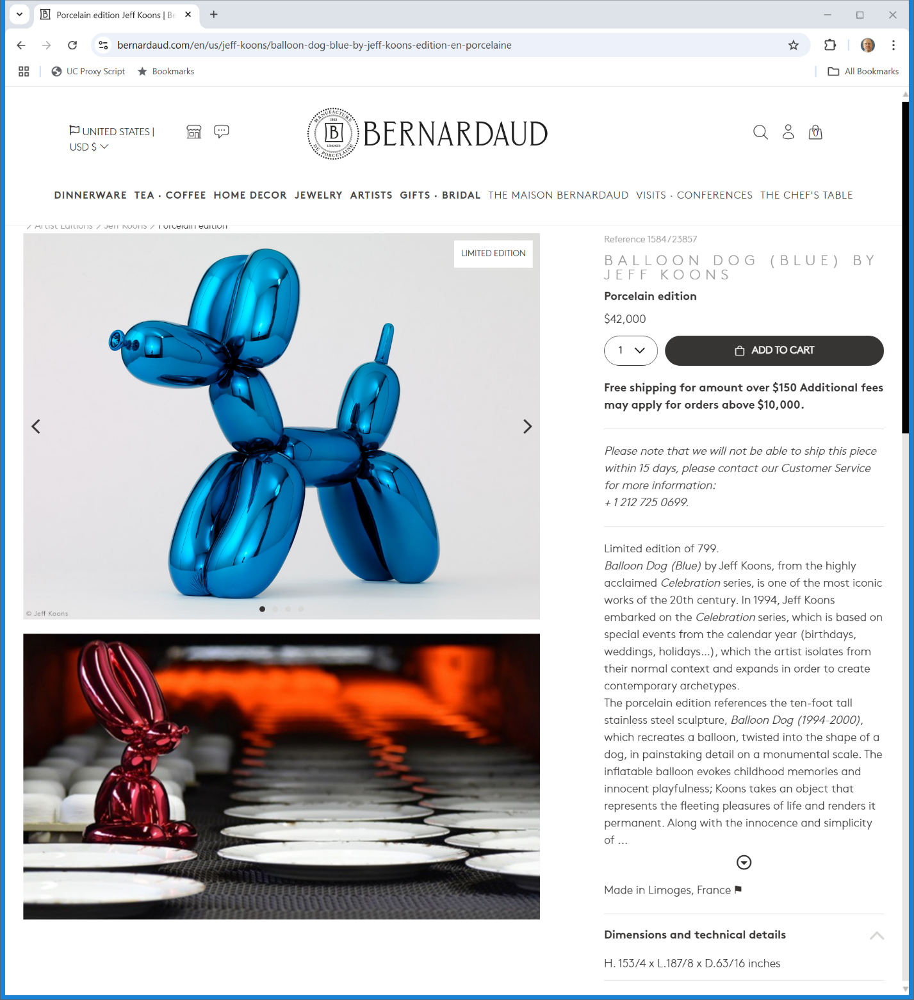 Porcelain edition Jeff Koons | Be
bernardaud.com/en/us/jeff-koons/balloon-dog-blue-by-jeff-koons-edition-en-porcelaine
UC Proxy Script
Bookmarks
All Bookmarks
UNITED STATES |
USD $
MANUFACTURE
1863
B
LIMOGES
DE PORCELAINE
BERNARDAUD
0
DINNERWARE TEA · COFFEE HOME DECOR JEWELRY ARTISTS GIFTS · BRIDAL THE MAISON BERNARDAUD VISITS · CONFERENCES THE CHEF'S TABLE
/ Artist Editions / Jeff Koons / Porcelain edition
LIMITED EDITION
© Jeff Koons
Reference 1584/23857
BALLOON DOG (BLUE) BY
JEFF KOONS
Porcelain edition
$42,000
1
ADD TO CART
Free shipping for amount over $150 Additional fees
may apply for orders above $10,000.
Please note that we will not be able to ship this piece
within 15 days, please contact our Customer Service
for more information:
+ 1 212 725 0699.
Limited edition of 799.
Balloon Dog (Blue) by Jeff Koons, from the highly
acclaimed Celebration series, is one of the most iconic
works of the 20th century. In 1994, Jeff Koons
embarked on the Celebration series, which is based on
special events from the calendar year (birthdays,
weddings, holidays...), which the artist isolates from
their normal context and expands in order to create
contemporary archetypes.
The porcelain edition references the ten-foot tall
stainless steel sculpture, Balloon Dog (1994-2000),
which recreates a balloon, twisted into the shape of a
dog, in painstaking detail on a monumental scale. The
inflatable balloon evokes childhood memories and
innocent playfulness; Koons takes an object that
represents the fleeting pleasures of life and renders it
permanent. Along with the innocence and simplicity
of ...
Made in Limoges, France
Dimensions and technical details
H. 153/4 x L.187/8 x D.63/16 inches